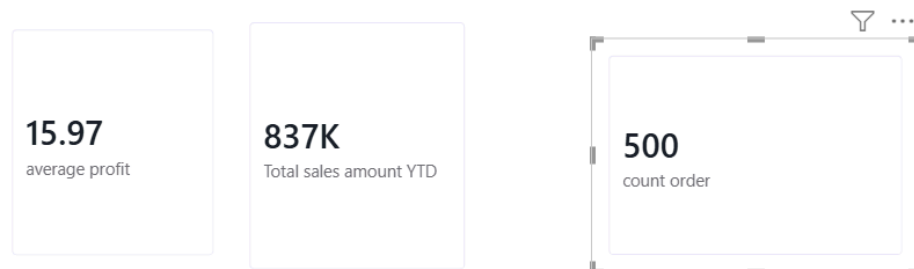 15.97
average profit
837K
Total sales amount YTD
500
count order